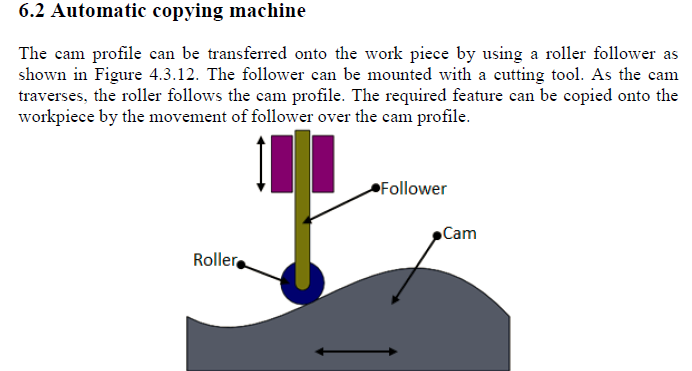 6.2 Automatic copying machine
The cam profile can be transferred onto the work piece by using a roller follower as
shown in Figure 4.3.12. The follower can be mounted with a cutting tool. As the cam
traverses, the roller follows the cam profile. The required feature can be copied onto the
workpiece by the movement of follower over the cam profile.
Follower
Cam
Roller